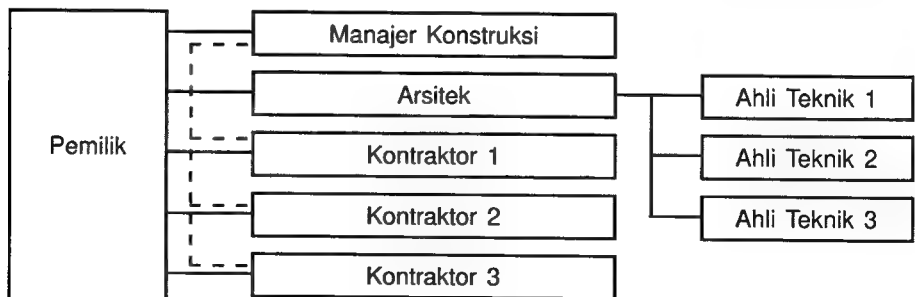 Manajer Konstruksi
Arsitek
Ahli Teknik 1
Pemilik
Kontraktor 1
Ahli Teknik 2
Kontraktor 2
Ahli Teknik 3
Kontraktor 3